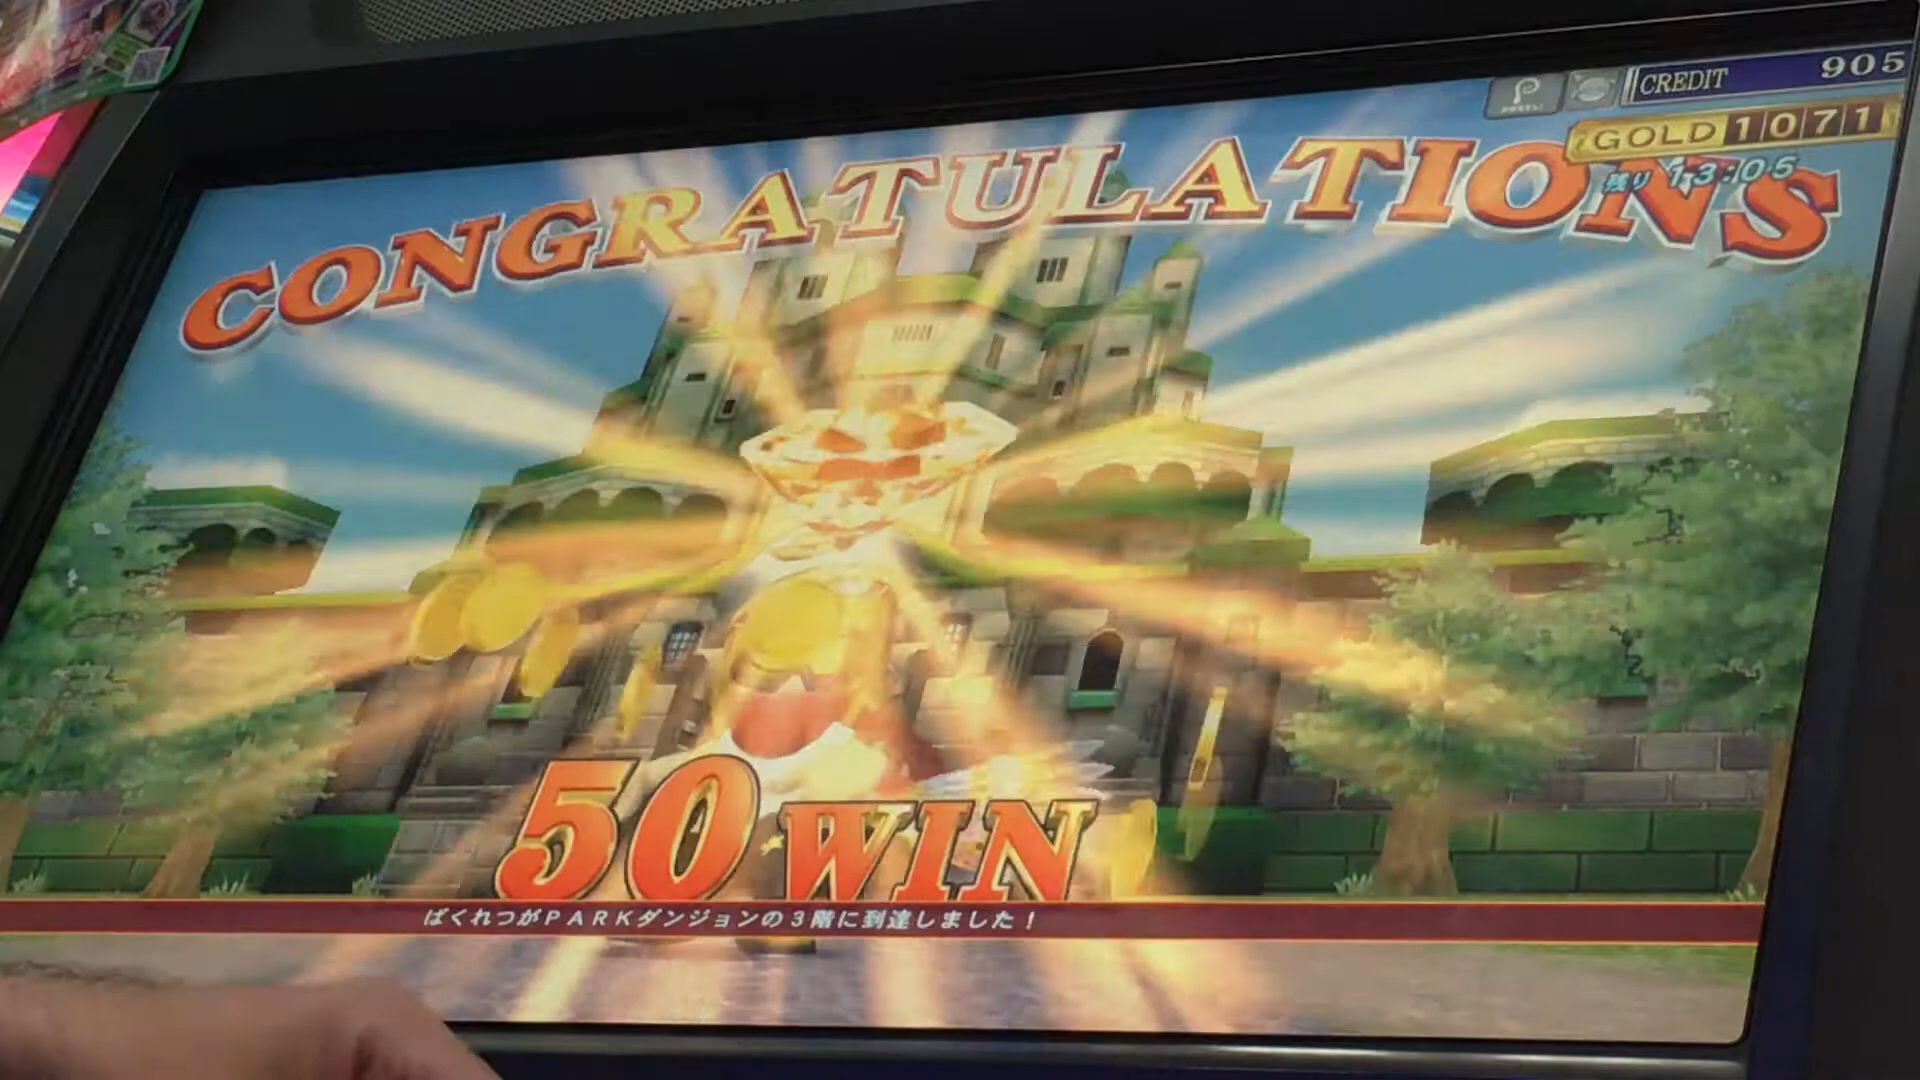 CREDIT 905
GOLD 1071
残り 13:05
CONGRATULATIONS
50 WIN
ばくれつがPARKダンジョンの3階に到達しました!